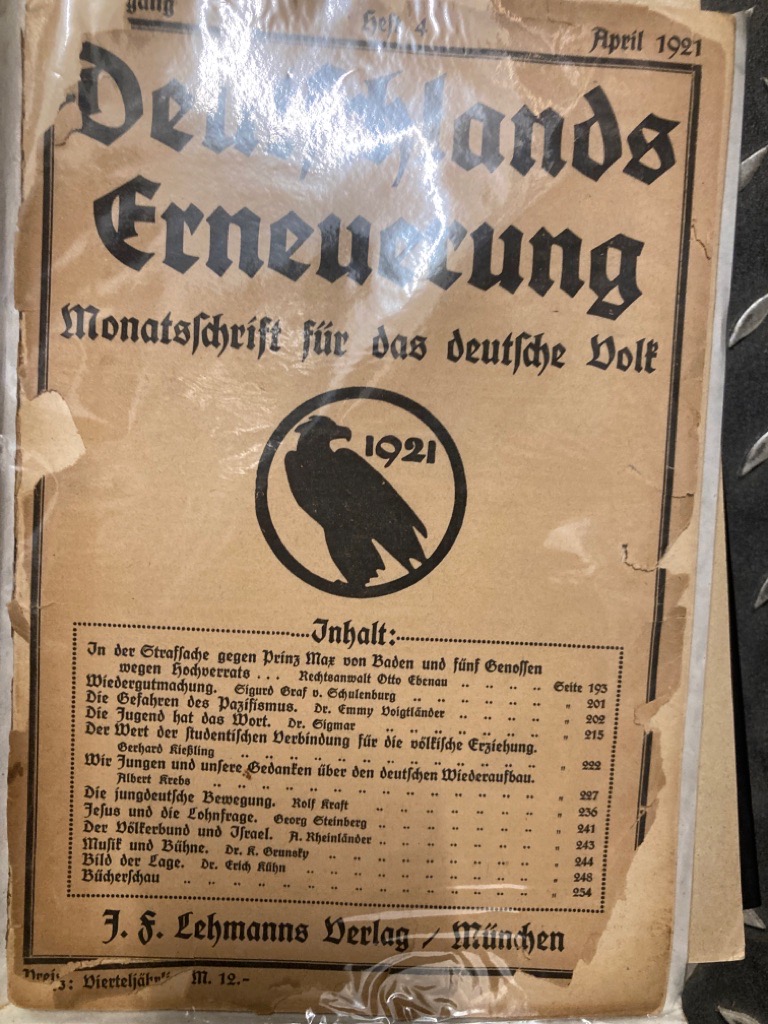 gang
Heft 4
April 1921
Deutschlands
Erneuerung
Monatsschrift für das deutsche Volk
1921
Inhalt:
In der Strafsache gegen Prinz Max von Baden und fünf Genossen
wegen Hochverrats . . . Rechtsanwalt Otto Ebenau .. .. .. .. Seite 193
Wiedergutmachung. Sigurd Graf v. Schulenburg .. .. .. .. .. „ 201
Die Gefahren des Pazifismus. Dr. Emmy Voigtländer .. .. .. .. „ 202
Die Jugend hat das Wort. Dr. Sigmar .. .. .. .. .. .. „ 215
Der Wert der studentischen Verbindung für die völkische Erziehung.
Gerhard Kießling .. .. .. .. .. .. .. .. .. .. „ 222
Wir Jungen und unsere Gedanken über den deutschen Wiederaufbau.
Albert Krebs .. .. .. .. .. .. .. .. .. .. .. „ 227
Die jungdeutsche Bewegung. Rolf Kraft .. .. .. .. .. .. „ 236
Jesus und die Lohnfrage. Georg Steinberg .. .. .. .. .. .. „ 241
Der Völkerbund und Israel. A. Rheinländer .. .. .. .. .. .. „ 243
Musik und Bühne. Dr. K. Grunsky .. .. .. .. .. .. .. „ 244
Bild der Lage. Dr. Erich Kühn .. .. .. .. .. .. .. .. „ 248
Bücherschau .. .. .. .. .. .. .. .. .. .. .. „ 254
J. F. Lehmanns Verlag / München
Preis: Vierteljährl. M. 12.-